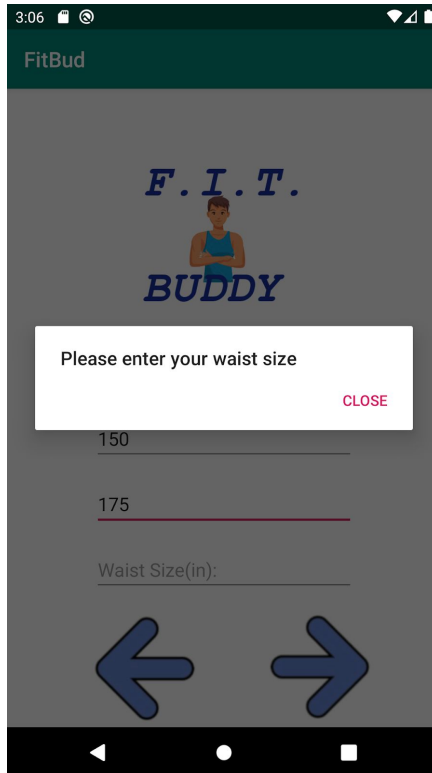 3:06
FitBud
F.I.T.
BUDDY
Please enter your waist size
CLOSE
150
175
Waist Size(in):